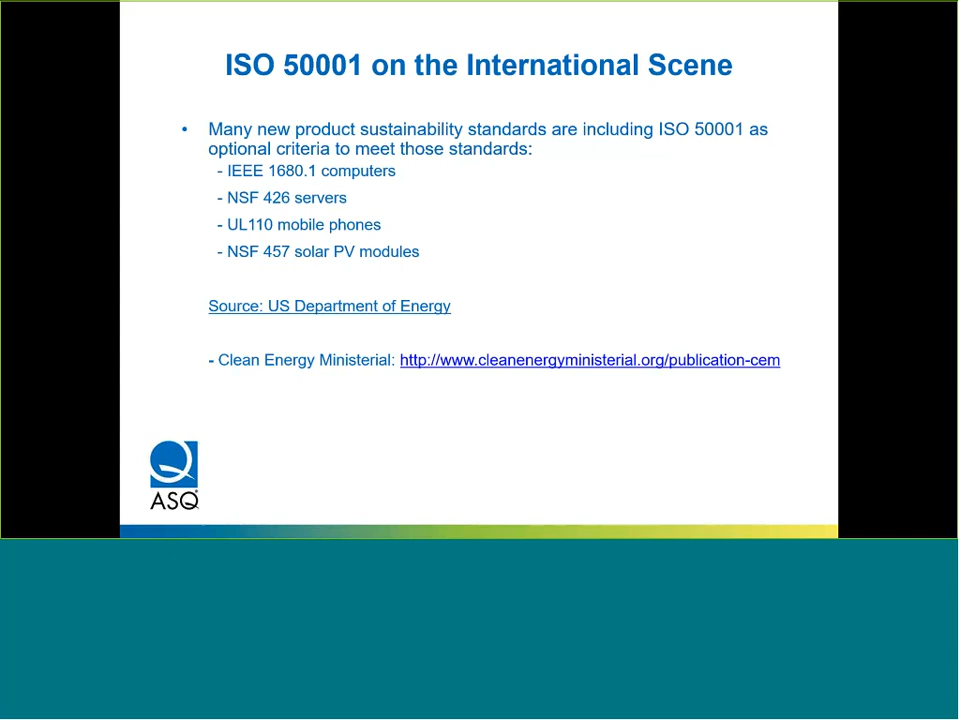 ISO 50001 on the International Scene
• Many new product sustainability standards are including ISO 50001 as
optional criteria to meet those standards:
- IEEE 1680.1 computers
- NSF 426 servers
- UL110 mobile phones
- NSF 457 solar PV modules
Source: US Department of Energy
- Clean Energy Ministerial: http://www.cleanenergyministerial.org/publication-cem
ASQ